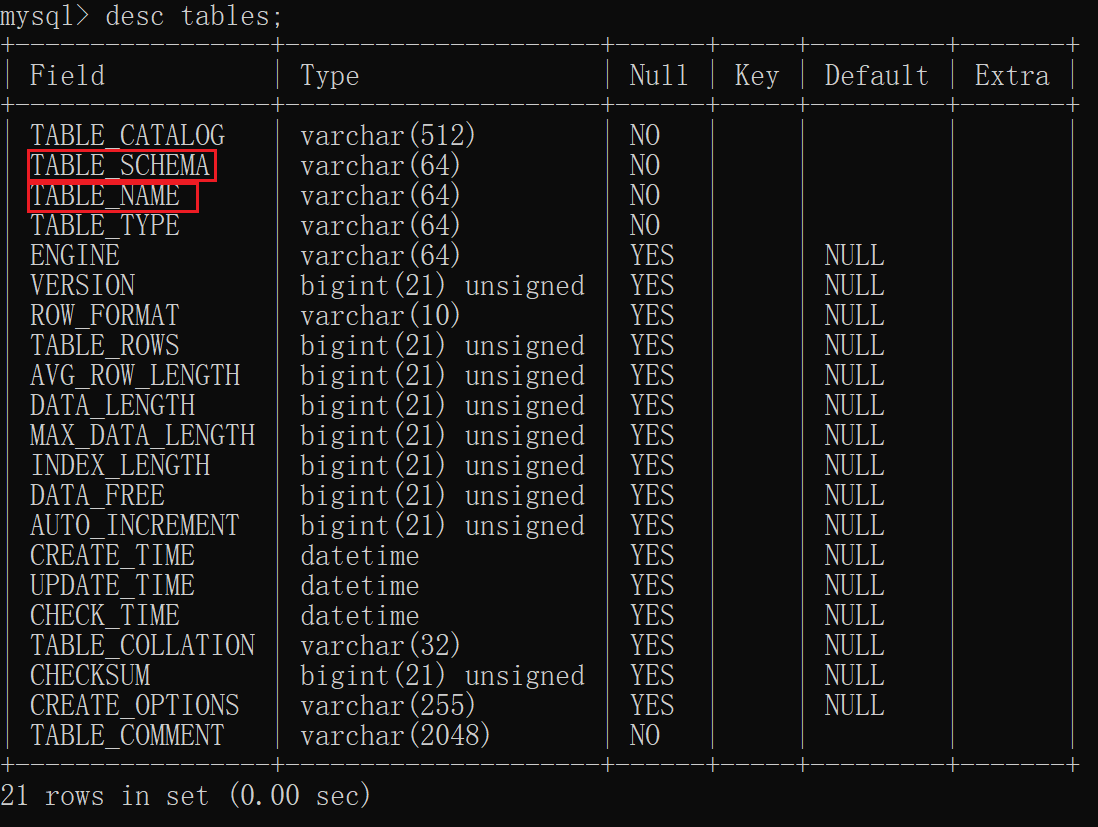 mysql> desc tables;
+-----------------+---------------------+------+-----+---------+-------+
| Field           | Type                | Null | Key | Default | Extra |
+-----------------+---------------------+------+-----+---------+-------+
| TABLE_CATALOG   | varchar(512)        | NO   |     |         |       |
| TABLE_SCHEMA    | varchar(64)         | NO   |     |         |       |
| TABLE_NAME      | varchar(64)         | NO   |     |         |       |
| TABLE_TYPE      | varchar(64)         | NO   |     |         |       |
| ENGINE          | varchar(64)         | YES  |     | NULL    |       |
| VERSION         | bigint(21) unsigned | YES  |     | NULL    |       |
| ROW_FORMAT      | varchar(10)         | YES  |     | NULL    |       |
| TABLE_ROWS      | bigint(21) unsigned | YES  |     | NULL    |       |
| AVG_ROW_LENGTH  | bigint(21) unsigned | YES  |     | NULL    |       |
| DATA_LENGTH     | bigint(21) unsigned | YES  |     | NULL    |       |
| MAX_DATA_LENGTH | bigint(21) unsigned | YES  |     | NULL    |       |
| INDEX_LENGTH    | bigint(21) unsigned | YES  |     | NULL    |       |
| DATA_FREE       | bigint(21) unsigned | YES  |     | NULL    |       |
| AUTO_INCREMENT  | bigint(21) unsigned | YES  |     | NULL    |       |
| CREATE_TIME     | datetime            | YES  |     | NULL    |       |
| UPDATE_TIME     | datetime            | YES  |     | NULL    |       |
| CHECK_TIME      | datetime            | YES  |     | NULL    |       |
| TABLE_COLLATION | varchar(32)         | YES  |     | NULL    |       |
| CHECKSUM        | bigint(21) unsigned | YES  |     | NULL    |       |
| CREATE_OPTIONS  | varchar(255)        | YES  |     | NULL    |       |
| TABLE_COMMENT   | varchar(2048)       | NO   |     |         |       |
+-----------------+---------------------+------+-----+---------+-------+
21 rows in set (0.00 sec)